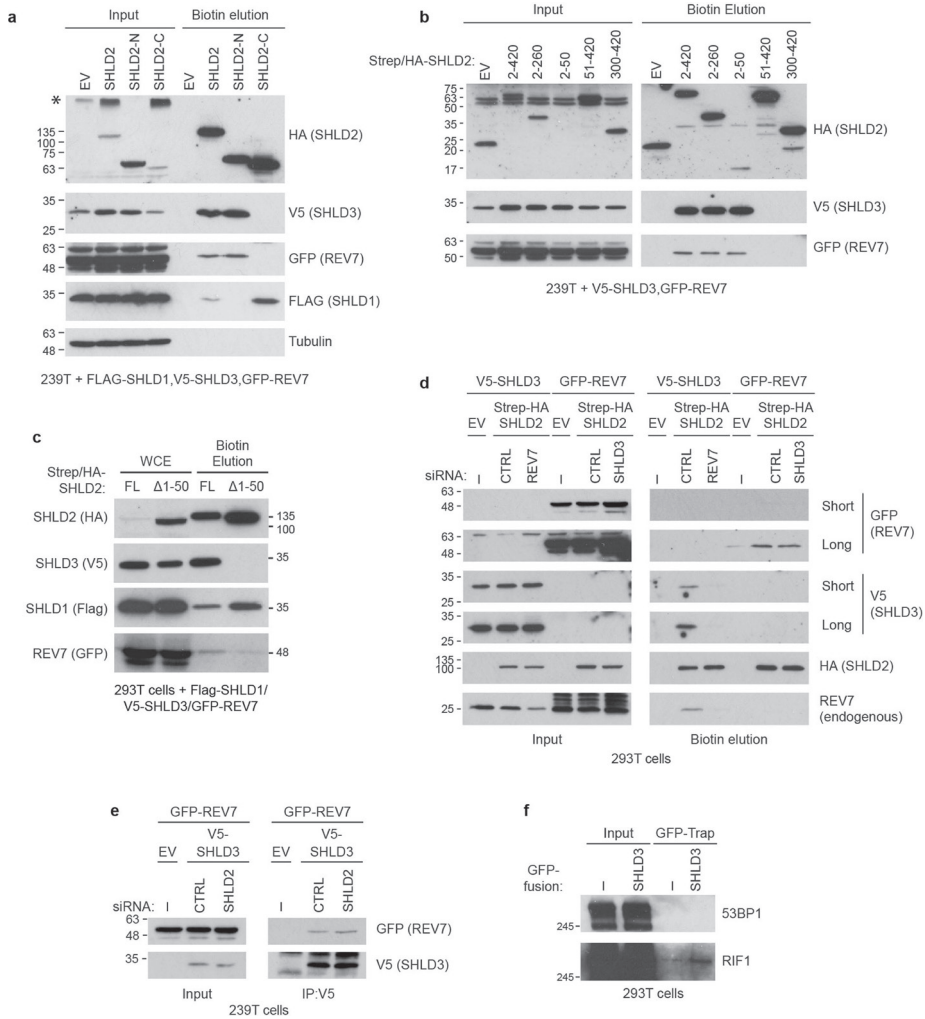 a
Input
Biotin elution
EV
SHLD2
SHLD2-N
SHLD2-C
EV
SHLD2
SHLD2-N
SHLD2-C
*
135
100
75
63
HA (SHLD2)
35
25
V5 (SHLD3)
63
48
GFP (REV7)
35
FLAG (SHLD1)
63
48
Tubulin
239T + FLAG-SHLD1,V5-SHLD3,GFP-REV7
b
Input
Biotin Elution
Strep/HA-SHLD2:
EV
2-420
2-260
2-50
51-420
300-420
EV
2-420
2-260
2-50
51-420
300-420
75
63
50
35
25
20
17
HA (SHLD2)
35
V5 (SHLD3)
63
50
GFP (REV7)
239T + V5-SHLD3,GFP-REV7
c
WCE
Biotin
Elution
Strep/HA-
SHLD2:
FL
Δ1-50
FL
Δ1-50
SHLD2 (HA)
135
100
SHLD3 (V5)
35
SHLD1 (Flag)
35
REV7 (GFP)
48
293T cells + Flag-SHLD1/
V5-SHLD3/GFP-REV7
d
V5-SHLD3
GFP-REV7
V5-SHLD3
GFP-REV7
EV
Strep-HA
SHLD2
EV
Strep-HA
SHLD2
EV
Strep-HA
SHLD2
EV
Strep-HA
SHLD2
siRNA:
–
CTRL
REV7
–
CTRL
SHLD3
–
CTRL
REV7
–
CTRL
SHLD3
63
48
Short
63
48
Long
GFP
(REV7)
35
25
Short
35
25
Long
V5
(SHLD3)
135
100
HA (SHLD2)
25
REV7
(endogenous)
Input
Biotin elution
293T cells
e
GFP-REV7
GFP-REV7
EV
V5-
SHLD3
EV
V5-
SHLD3
siRNA:
–
CTRL
SHLD2
–
CTRL
SHLD2
63
48
GFP (REV7)
35
V5 (SHLD3)
Input
IP:V5
239T cells
f
Input
GFP-Trap
GFP-
fusion:
–
SHLD3
–
SHLD3
245
53BP1
245
RIF1
293T cells